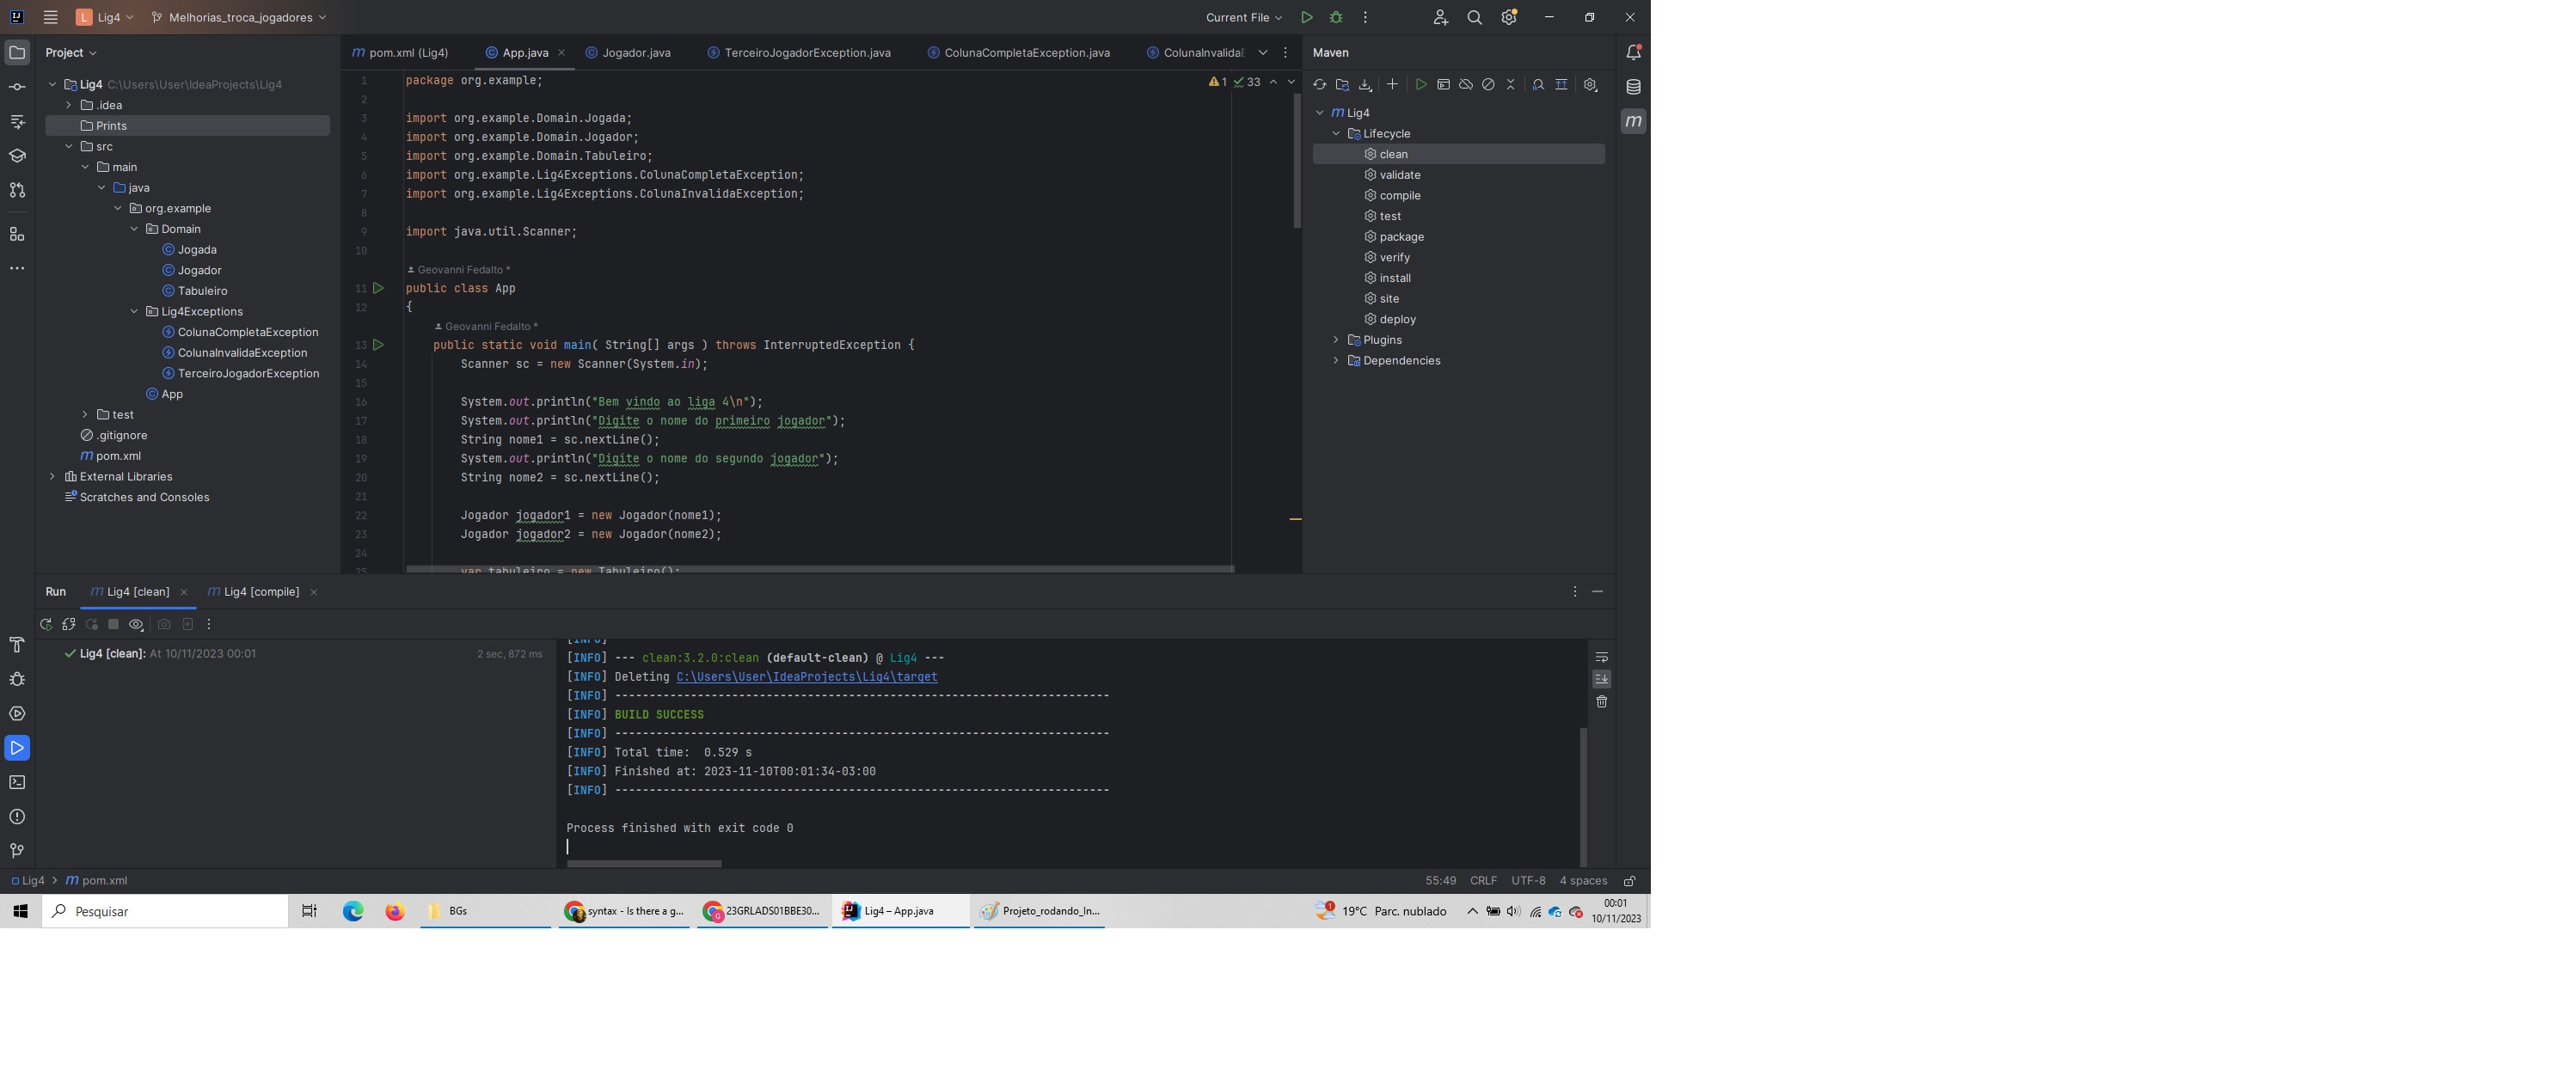 Lig4
Melhorias_troca_jogadores
Current File
Project
pom.xml (Lig4)
App.java
Jogador.java
TerceiroJogadorException.java
ColunaCompletaException.java
Maven
Lig4 C:\Users\User\IdeaProjects\Lig4
.idea
Prints
src
main
java
org.example
Domain
Jogada
Jogador
Tabuleiro
Lig4Exceptions
ColunaCompletaException
ColunaInvalidaException
TerceiroJogadorException
App
test
.gitignore
pom.xml
External Libraries
Scratches and Consoles
1 33
1 package org.example;
2
3 import org.example.Domain.Jogada;
4 import org.example.Domain.Jogador;
5 import org.example.Domain.Tabuleiro;
6 import org.example.Lig4Exceptions.ColunaCompletaException;
7 import org.example.Lig4Exceptions.ColunaInvalidaException;
8
9 import java.util.Scanner;
10
Geovanni Fedalto *
11 public class App
12 {
Geovanni Fedalto *
13 public static void main( String[] args ) throws InterruptedException {
14 Scanner sc = new Scanner(System.in);
15
16 System.out.println("Bem vindo ao liga 4\n");
17 System.out.println("Digite o nome do primeiro jogador");
18 String nome1 = sc.nextLine();
19 System.out.println("Digite o nome do segundo jogador");
20 String nome2 = sc.nextLine();
21
22 Jogador jogador1 = new Jogador(nome1);
23 Jogador jogador2 = new Jogador(nome2);
24
25 var tabuleiro = new Tabuleiro();
Lig4
Lifecycle
clean
validate
compile
test
package
verify
install
site
deploy
Plugins
Dependencies
Run
Lig4 [clean]
Lig4 [compile]
Lig4 [clean]: At 10/11/2023 00:01 2 sec, 872 ms
[INFO]
[INFO] --- clean:3.2.0:clean (default-clean) @ Lig4 ---
[INFO] Deleting C:\Users\User\IdeaProjects\Lig4\target
[INFO] ------------------------------------------------------------------------
[INFO] BUILD SUCCESS
[INFO] ------------------------------------------------------------------------
[INFO] Total time:  0.529 s
[INFO] Finished at: 2023-11-10T00:01:34-03:00
[INFO] ------------------------------------------------------------------------
Process finished with exit code 0
Lig4 > pom.xml
55:49 CRLF UTF-8 4 spaces
Pesquisar
BGs
syntax - Is there a g...
23GRLADS01BBE30...
Lig4 – App.java
Projeto_rodando_In...
19°C Parc. nublado
00:01
10/11/2023